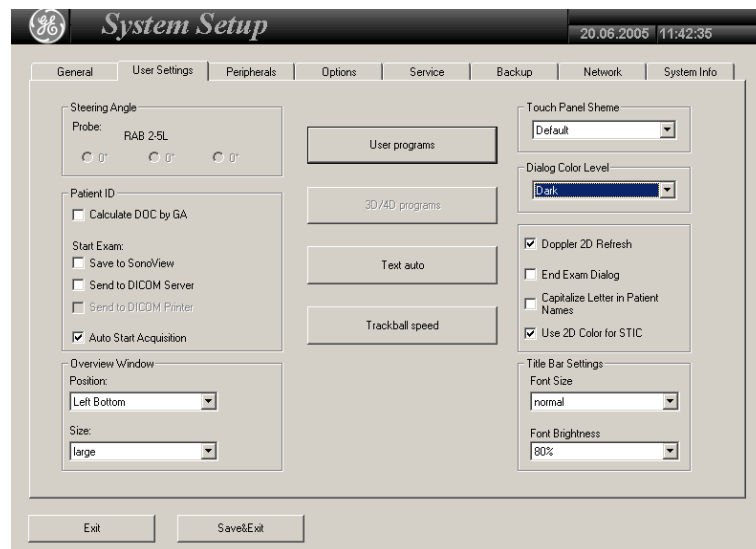 GE
System Setup
20.06.2005 11:42:35
General User Settings Peripherals Options Service Backup Network System Info
Steering Angle
Probe: RAB 2-5L
0° 0° 0°
Patient ID
Calculate DOC by GA
Start Exam:
Save to SonoView
Send to DICOM Server
Send to DICOM Printer
Auto Start Acquisition
Overview Window
Position:
Left Bottom
Size:
large
User programs
3D/4D programs
Text auto
Trackball speed
Touch Panel Sheme
Default
Dialog Color Level
Dark
Doppler 2D Refresh
End Exam Dialog
Capitalize Letter in Patient
Names
Use 2D Color for STIC
Title Bar Settings
Font Size
normal
Font Brightness
80%
Exit Save&Exit